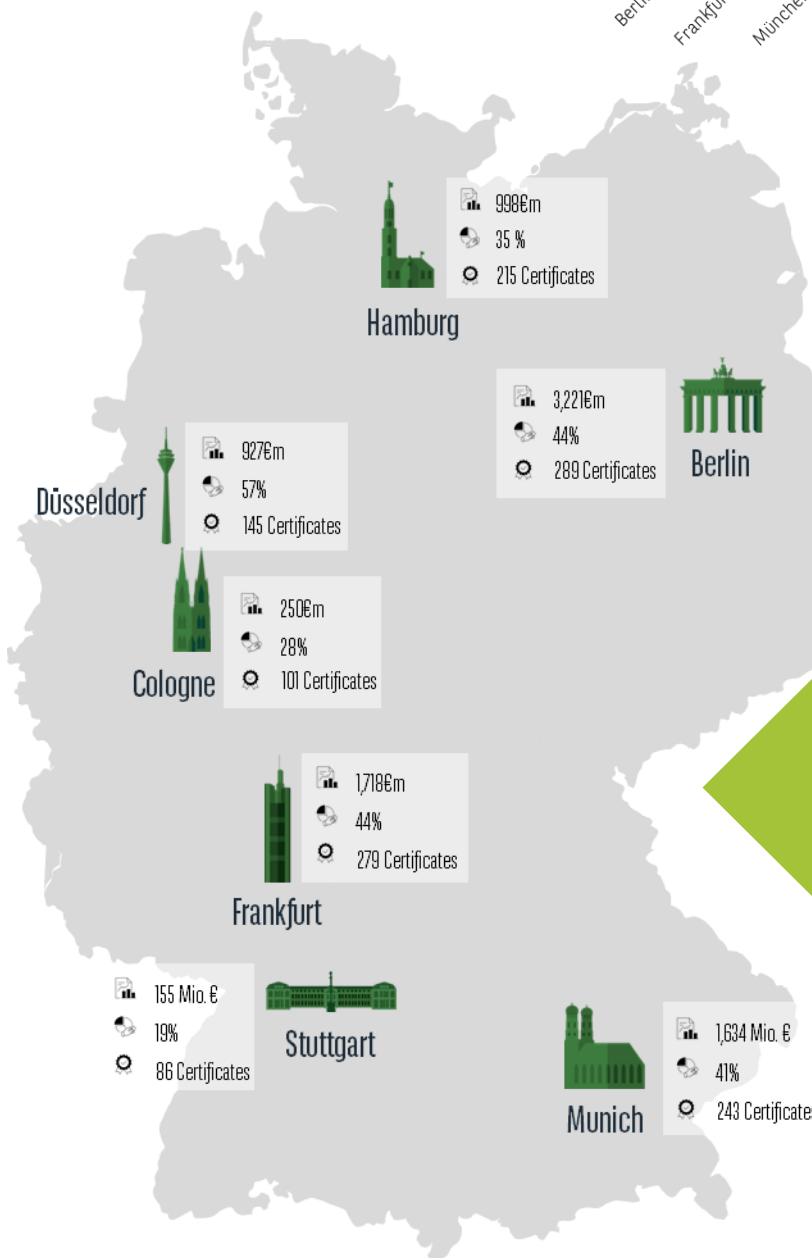 Frankfur
München
998€m
35 %
215 Certificates
Hamburg
3,221€m
44%
289 Certificates
Berlin
927€m
57%
145 Certificates
Düsseldorf
250€m
28%
101 Certificates
Cologne
1,718€m
44%
279 Certificates
Frankfurt
155 Mio. €
19%
86 Certificates
Stuttgart
1,634 Mio. €
41%
243 Certificates
Munich